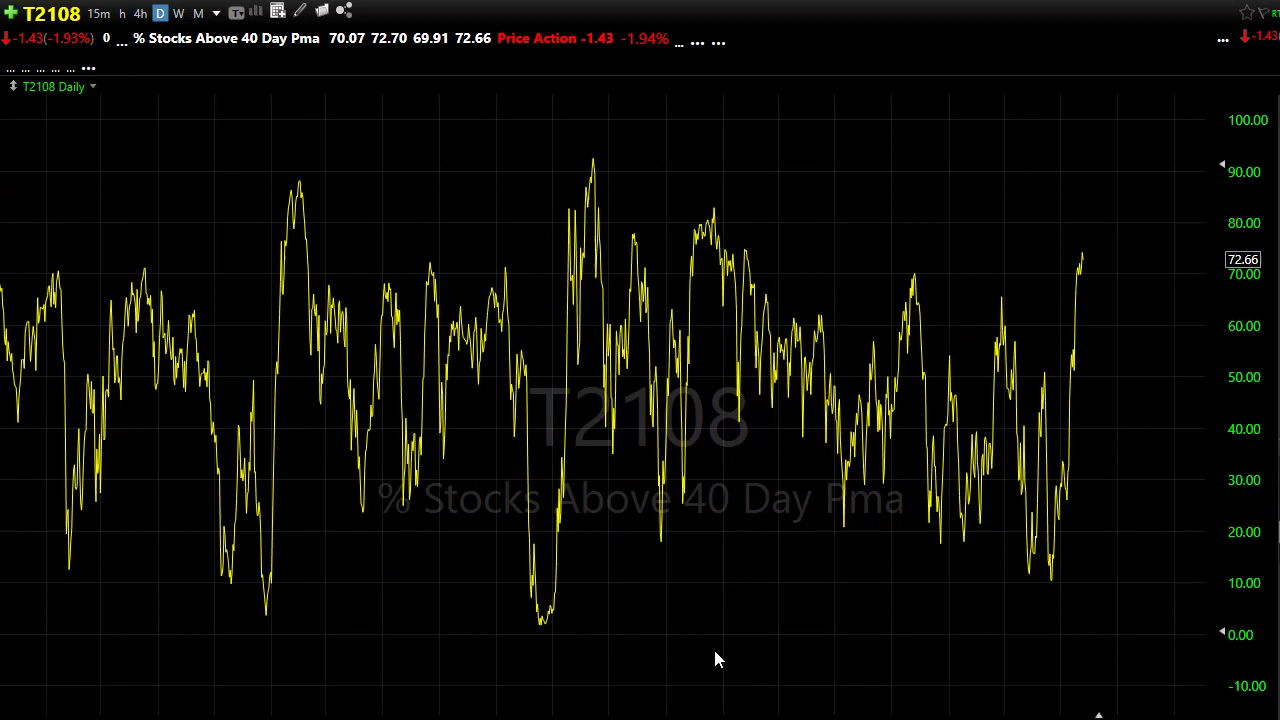 T2108 15m h 4h D W M T
-1.43(-1.93%) 0 ... % Stocks Above 40 Day Pma 70.07 72.70 69.91 72.66 Price Action -1.43 -1.94% ... ... ... ... -1.43
... ... ... ... ... ...
T2108 Daily
100.00
90.00
80.00
72.66
70.00
60.00
50.00
40.00
30.00
20.00
10.00
0.00
-10.00
T2108
% Stocks Above 40 Day Pma